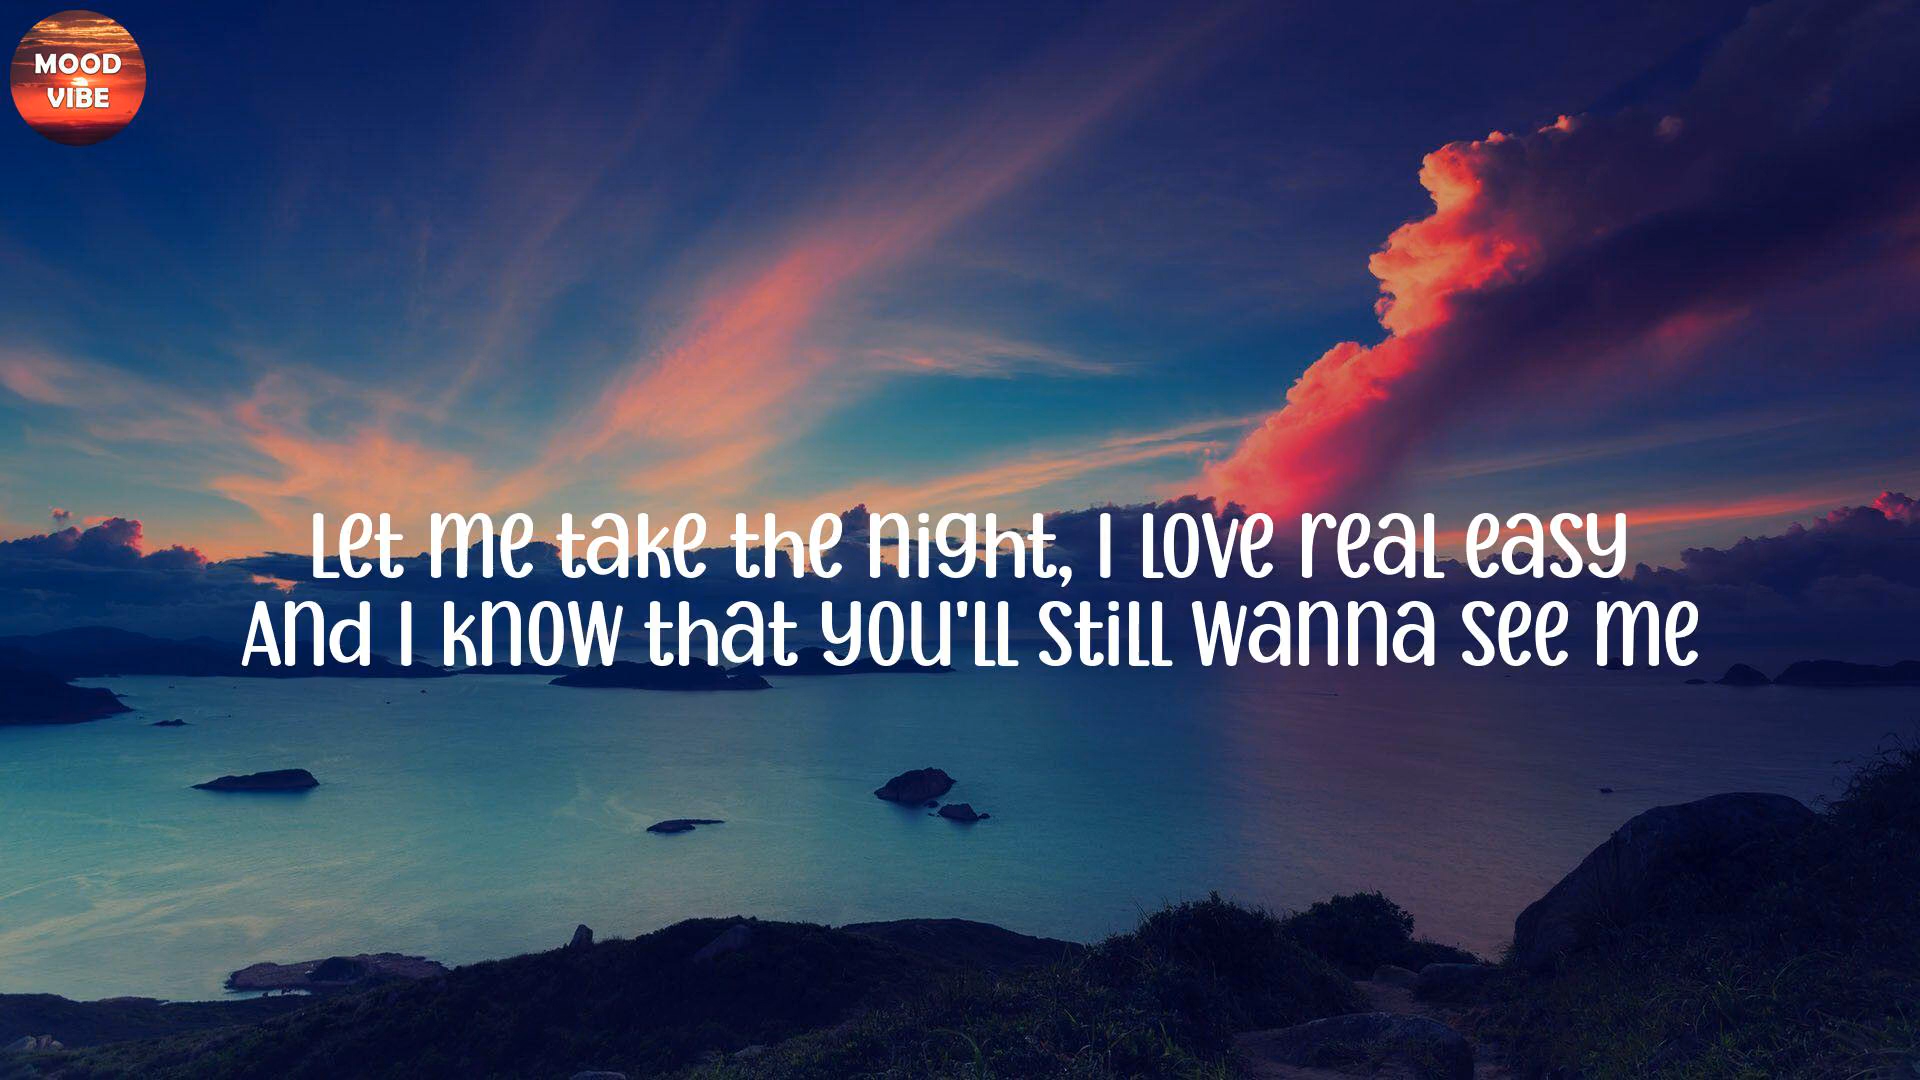 MOOD
VIBE
Let me take the night, I love real easy
And I know that you'll still wanna see me